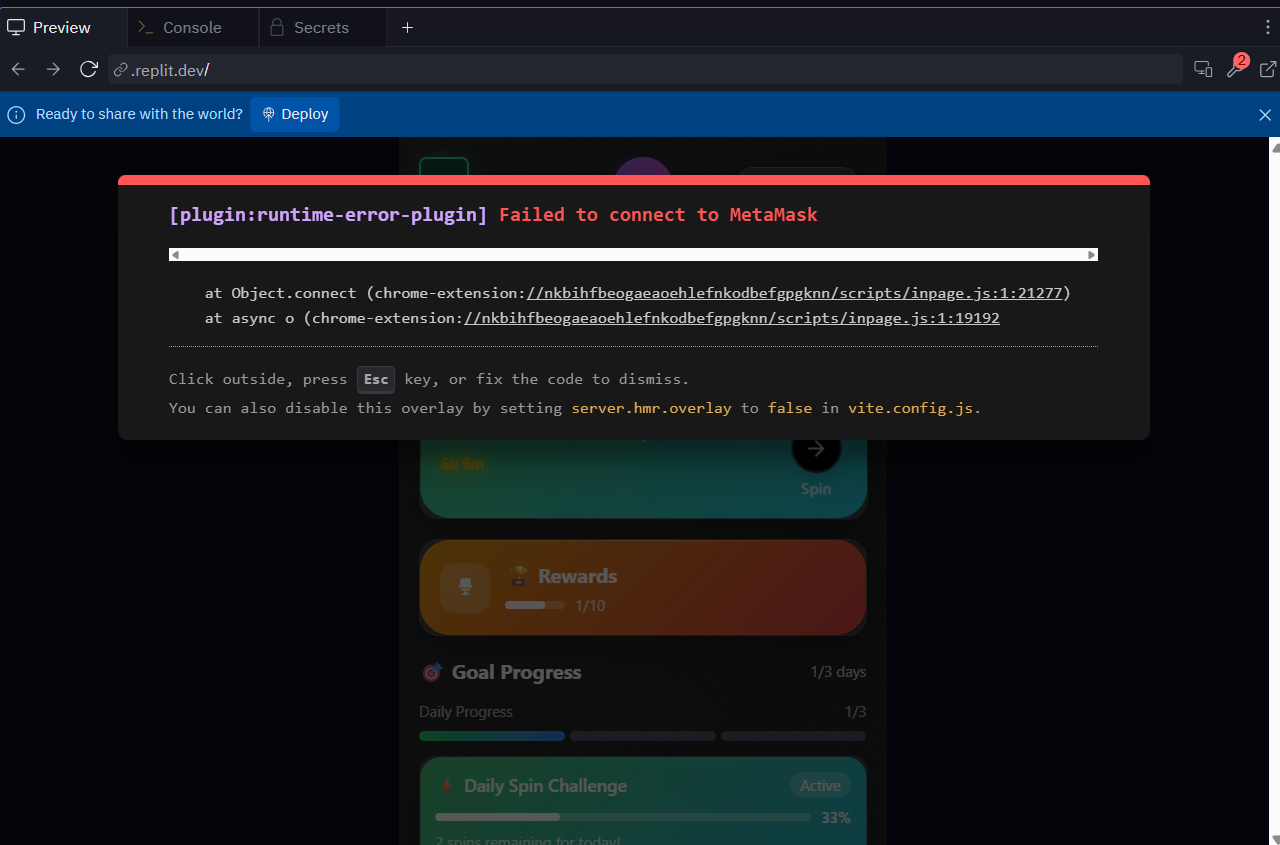 Preview
Console
Secrets
.replit.dev/
2
Ready to share with the world?
Deploy
[plugin:runtime-error-plugin] Failed to connect to MetaMask
at Object.connect (chrome-extension://nkbihfbeogaeaoehlefnkodbefgpgknn/scripts/inpage.js:1:21277)
at async o (chrome-extension://nkbihfbeogaeaoehlefnkodbefgpgknn/scripts/inpage.js:1:19192
Click outside, press Esc key, or fix the code to dismiss.
You can also disable this overlay by setting server.hmr.overlay to false in vite.config.js.
6h 9m
Spin
Rewards
1/10
Goal Progress
1/3 days
Daily Progress
1/3
Daily Spin Challenge
Active
33%
2 spins remaining for today!